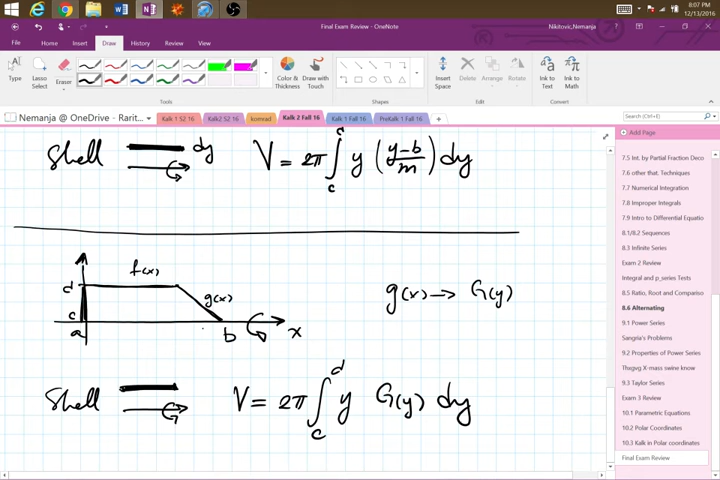 8:07 PM
12/13/2016
Final Exam Review - OneNote
Nikitovic, Nemanja
File Home Insert Draw History Review View
Type
Lasso Select
Eraser
Color & Thickness
Draw with Touch
Insert Space
Delete
Arrange
Rotate
Ink to Text
Ink to Math
Tools
Shapes
Edit
Convert
Nemanja @ OneDrive - Rarit...
Kalk 1 S2 16
Kalk2 S2 16
komrad
Kalk 2 Fall 16
Kalk 1 Fall 16
PreKalk 1 Fall 16
Search (Ctrl+E)
Add Page
7.5 Int. by Partial Fraction Deco
7.6 other that. Techniques
7.7 Numerical Integration
7.8 Improper Integrals
7.9 Intro to Differential Equatio
8.1/8.2 Sequences
8.3 Infinite Series
Exam 2 Review
Integral and p_series Tests
8.5 Ratio, Root and Compariso
8.6 Alternating
9.1 Power Series
Sangria's Problems
9.2 Properties of Power Series
Thxgvg X-mass swine know
9.3 Taylor Series
Exam 3 Review
10.1 Parametric Equations
10.2 Polar Coordinates
10.3 Kalk in Polar coordinates
Final Exam Review
Shell dy V = 2π ∫ c y (y-b/m) dy
f(x)
d
g(x)
c
a b x
g(x) → G(y)
Shell V = 2π ∫ c d y G(y) dy